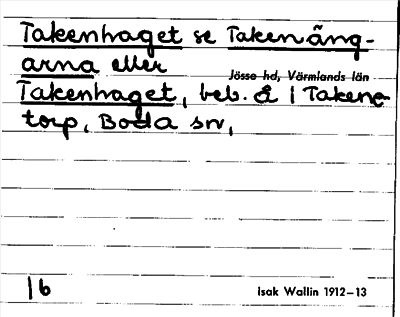 Takenhaget se Takenäng-
arna eller
Jösse hd, Värmlands län
Takenhaget, beb. å 1 Takene-
torp, Boda sn,
16
Isak Wallin 1912–13